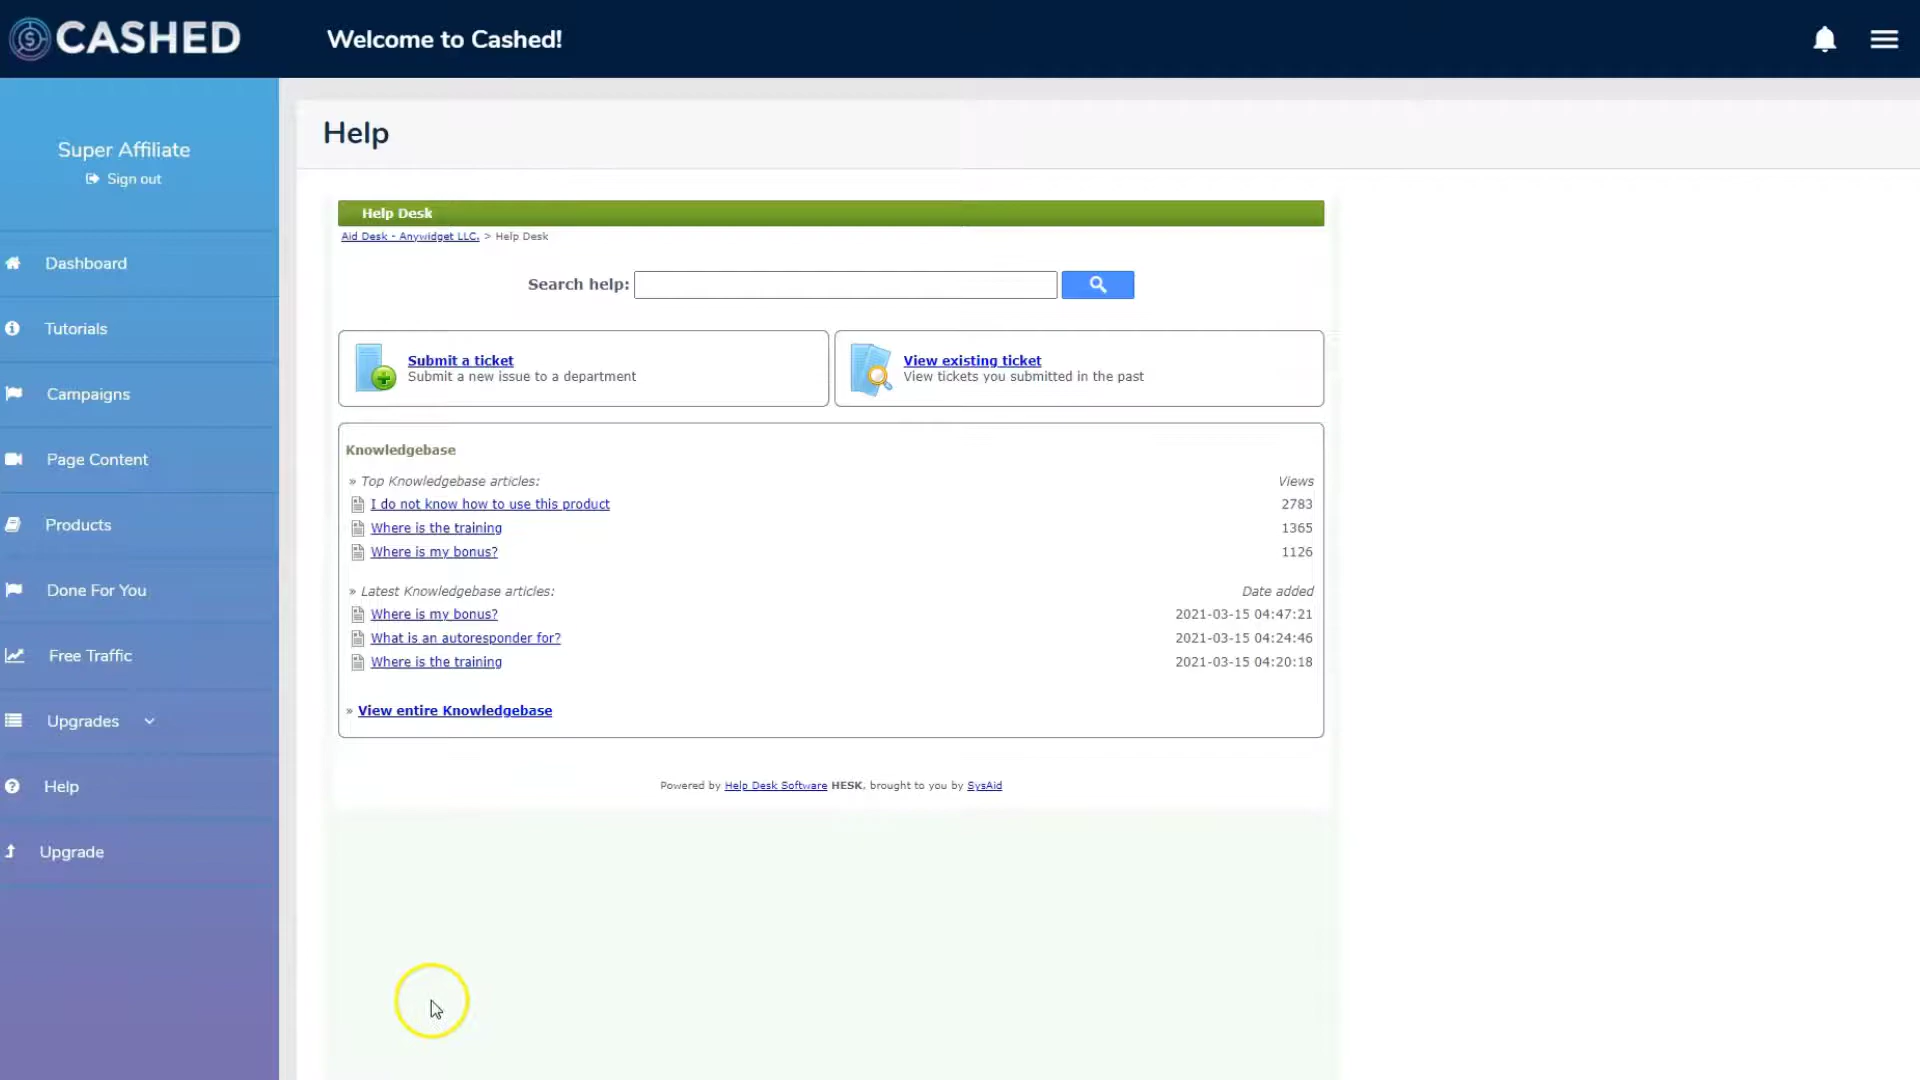 CASHED
Welcome to Cashed!
Super Affiliate
Sign out
Dashboard
Tutorials
Campaigns
Page Content
Products
Done For You
Free Traffic
Upgrades
Help
Upgrade
Help
Help Desk
Aid Desk - Anywidget LLC. > Help Desk
Search help:
Submit a ticket
Submit a new issue to a department
View existing ticket
View tickets you submitted in the past
Knowledgebase
» Top Knowledgebase articles: Views
I do not know how to use this product 2783
Where is the training 1365
Where is my bonus? 1126
» Latest Knowledgebase articles: Date added
Where is my bonus? 2021-03-15 04:47:21
What is an autoresponder for? 2021-03-15 04:24:46
Where is the training 2021-03-15 04:20:18
» View entire Knowledgebase
Powered by Help Desk Software HESK, brought to you by SysAid